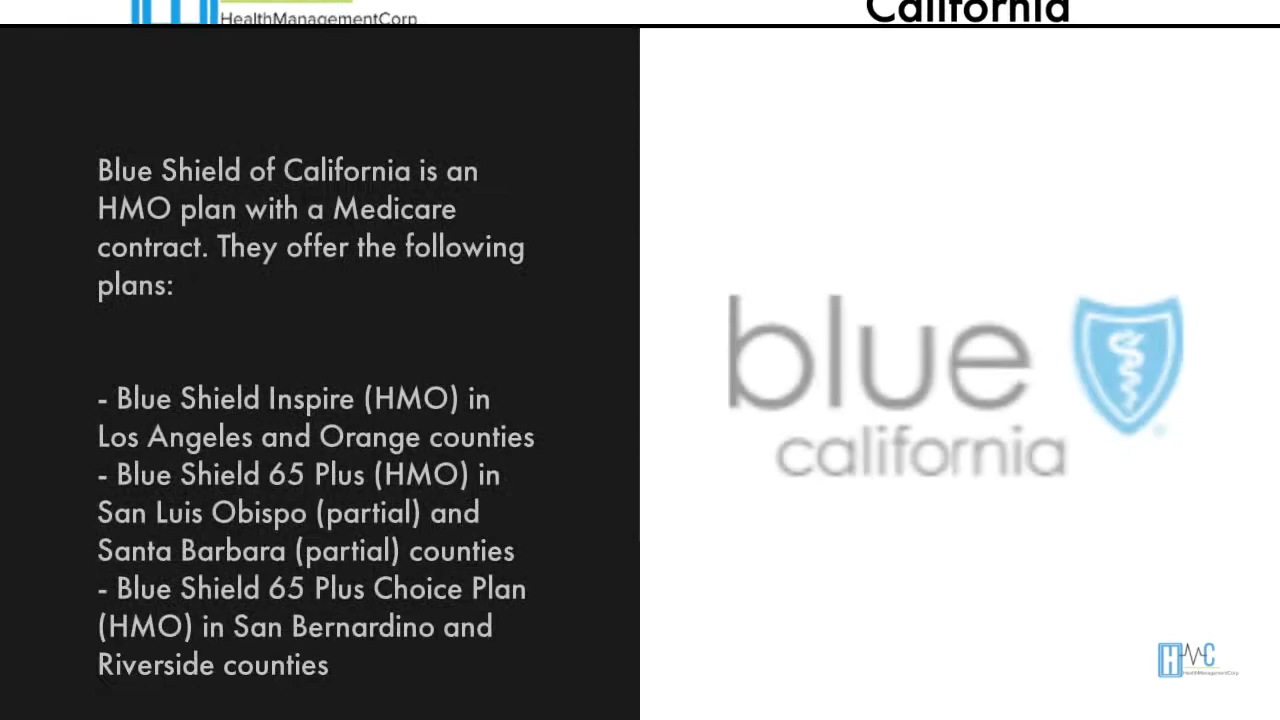 HealthManagementCorp
California
Blue Shield of California is an
HMO plan with a Medicare
contract. They offer the following
plans:
- Blue Shield Inspire (HMO) in
Los Angeles and Orange counties
- Blue Shield 65 Plus (HMO) in
San Luis Obispo (partial) and
Santa Barbara (partial) counties
- Blue Shield 65 Plus Choice Plan
(HMO) in San Bernardino and
Riverside counties
blue
california
HMC
HealthManagementCorp